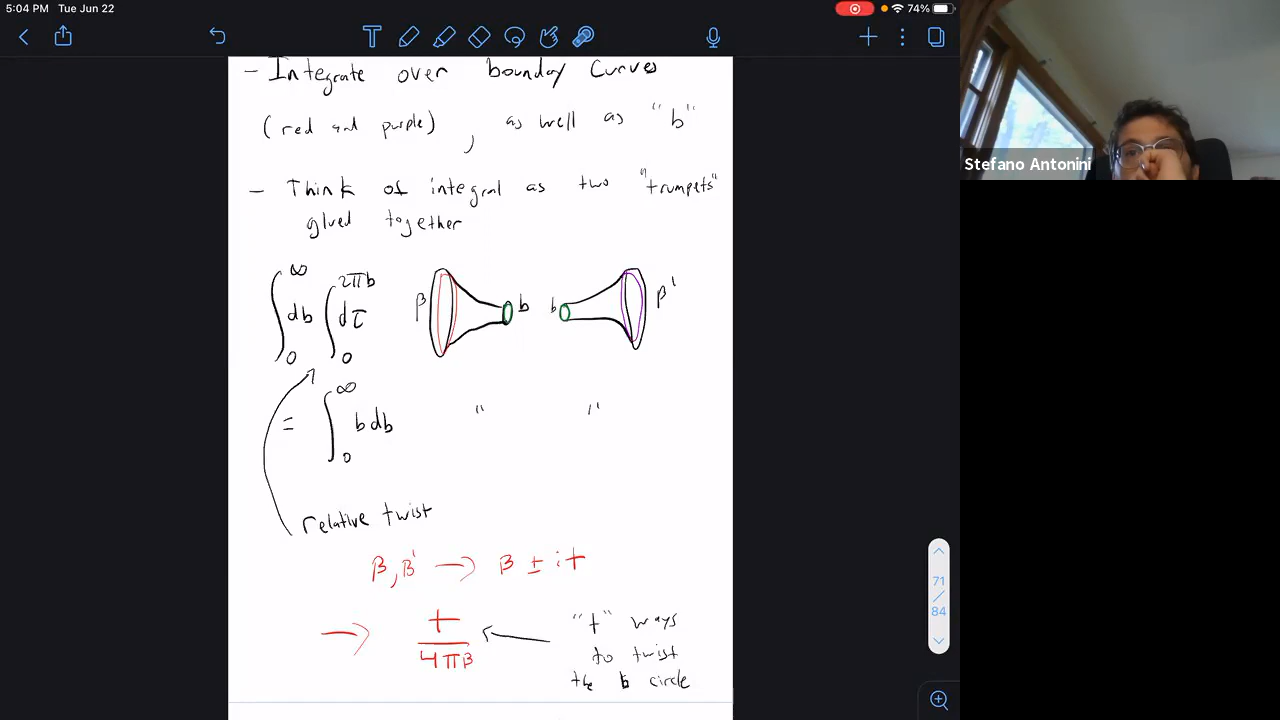 5:04 PM Tue Jun 22
74%
- Integrate over bounday Curves
(red and purple), as well as "b"
- Think of integral as two "trumpets"
glued together
∫₀^∞ db ∫₀^{2πb} dτ β b b β'
= ∫₀^∞ b db " "
relative twist
β, β' → β ± it
→ t/4πβ ← "t" ways
to twist
the b circle
71
/
84
Stefano Antonini